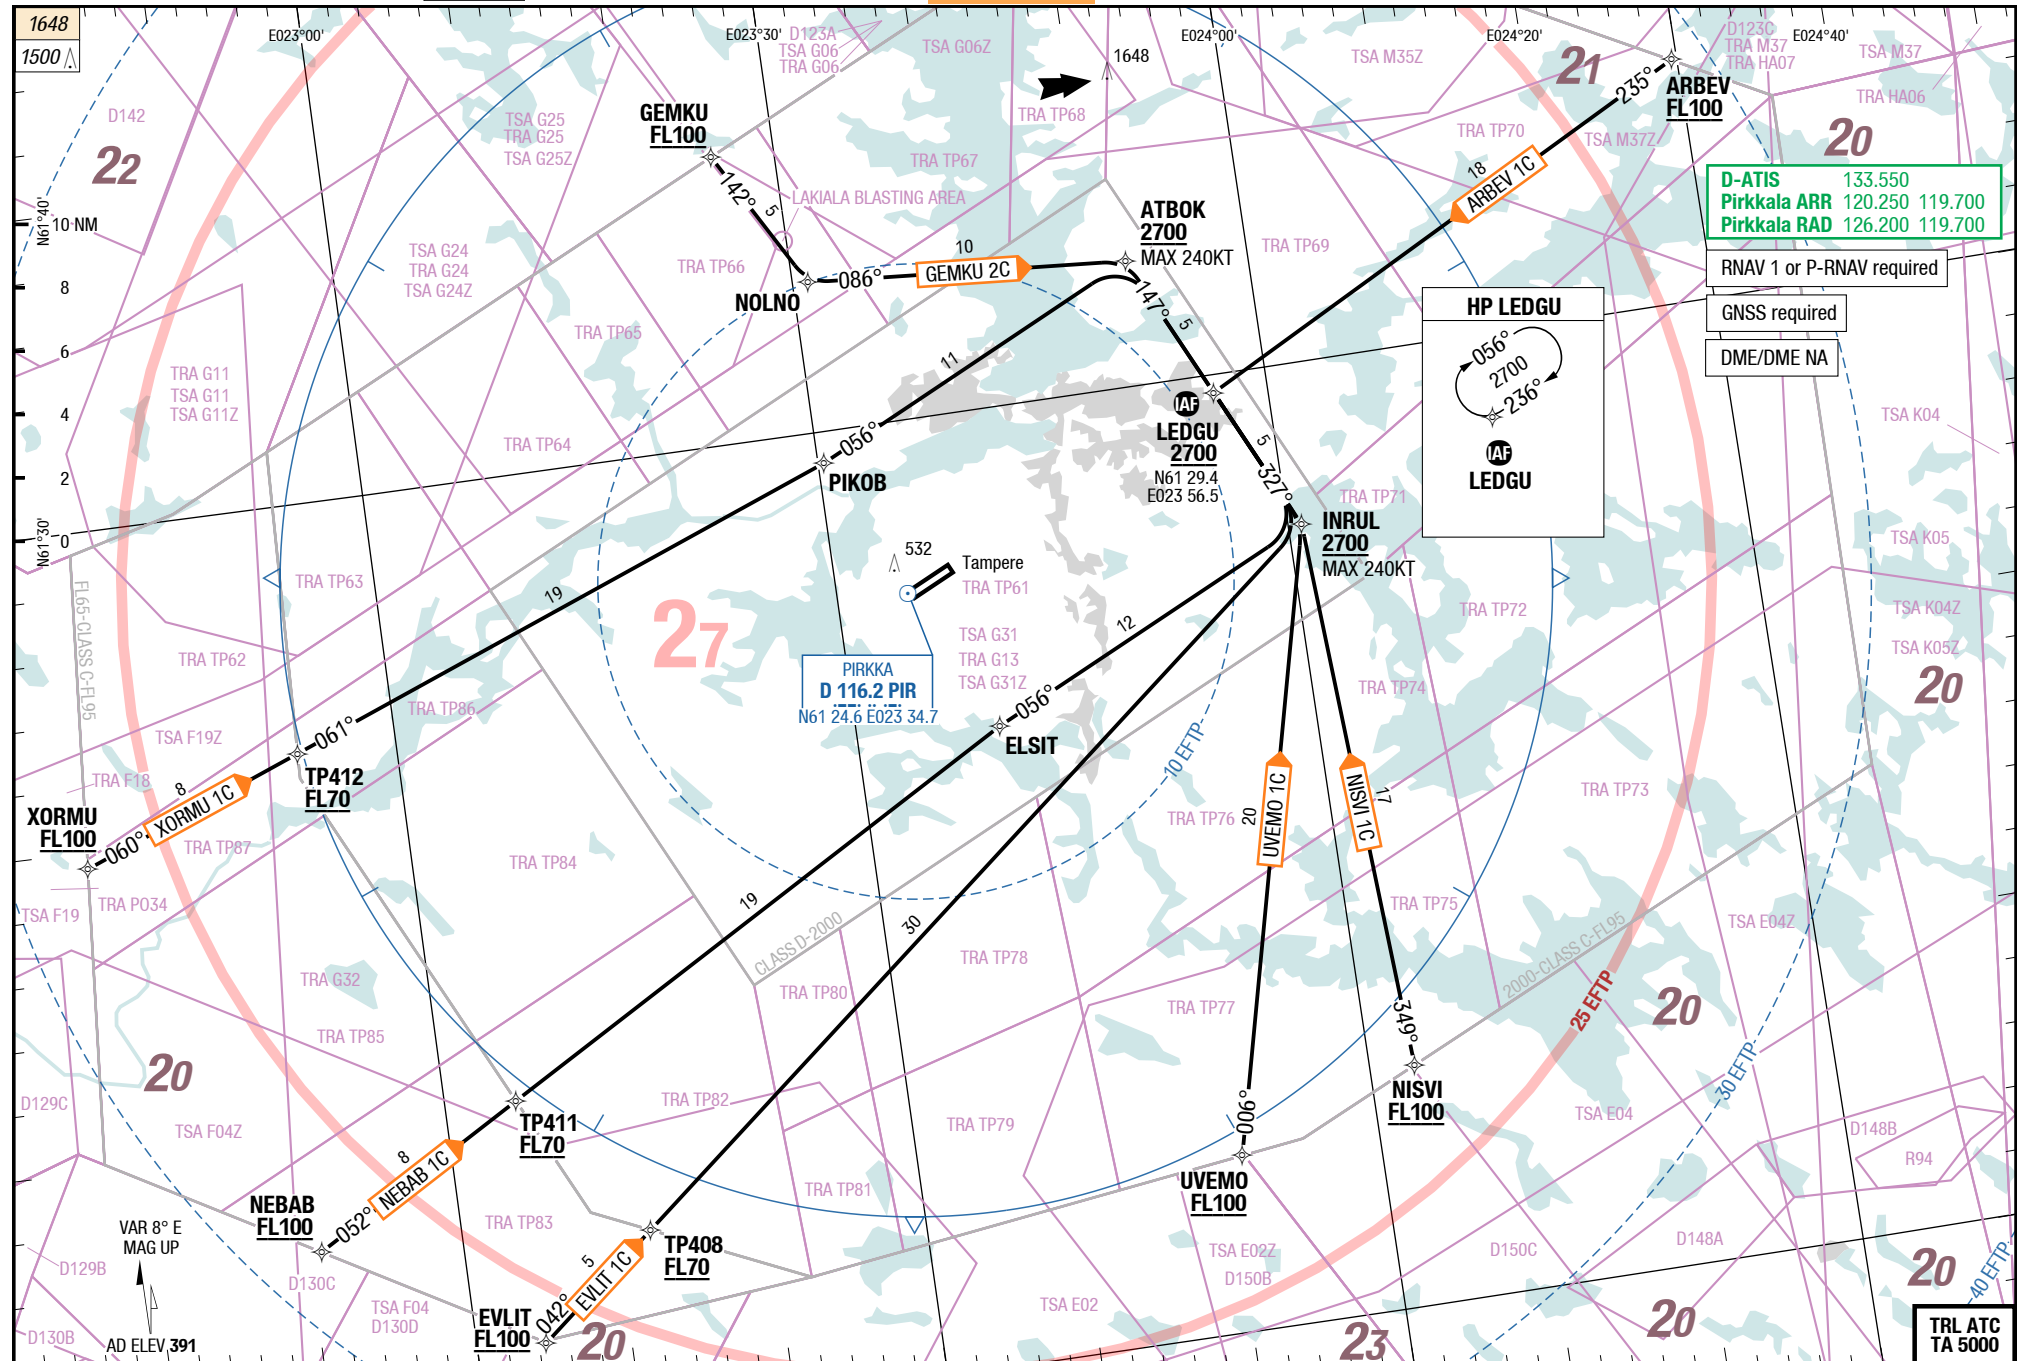 1648
1500
E023°00'
E023°30'
E024°00'
E024°20'
E024°40'
N61°40'
N61°30'
10 NM
8
6
4
2
0
D142
22
D123A
TSA G06
TRA G06
TSA G06Z
1648
TSA M35Z
21
D123C
TRA M37
TRA HA07
TSA M37
TRA HA06
20
GEMKU
FL100
TSA G25
TRA G25
TSA G25Z
TRA TP68
TRA TP67
TRA TP70
TSA M37Z
235°
ARBEV
FL100
18
ARBEV 1C
142°
5
LAKIALA BLASTING AREA
ATBOK
2700
MAX 240KT
TRA TP69
D-ATIS 133.550
Pirkkala ARR 120.250 119.700
Pirkkala RAD 126.200 119.700
RNAV 1 or P-RNAV required
GNSS required
DME/DME NA
TSA G24
TRA G24
TSA G24Z
TRA TP66
10
086°
GEMKU 2C
NOLNO
147°
5
HP LEDGU
056°
2700
236°
IAF
LEDGU
TRA TP65
TRA G11
TSA G11
TSA G11Z
11
TRA TP64
056°
PIKOB
IAF
LEDGU
2700
N61 29.4
E023 56.5
5
327°
TSA K04
TRA TP71
INRUL
2700
MAX 240KT
TSA K05
TRA TP63
FL65-CLASS C-FL95
19
532
Tampere
TRA TP61
27
TSA G31
TRA G13
TSA G31Z
PIRKKA
D 116.2 PIR
N61 24.6 E023 34.7
12
TRA TP72
TSA K04Z
TSA K05Z
20
TRA TP62
TRA TP86
TRA TP74
061°
TSA F19Z
056°
ELSIT
10 EFTP
TRA F18
TP412
FL70
8
XORMU 1C
XORMU
FL100
060°
TRA TP87
TRA TP84
20
UVEMO 1C
17
NISVI 1C
TRA TP76
TRA TP73
TRA PO34
TSA F19
19
30
CLASS D-2000
TRA TP75
TSA E04Z
2000-CLASS C-FL95
TRA G32
TRA TP80
TRA TP78
TRA TP77
25 EFTP
20
TRA TP85
349°
20
TRA TP82
006°
NISVI
FL100
30 EFTP
D129C
TSA F04Z
TP411
FL70
TRA TP79
TSA E04
D148B
R94
8
NEBAB 1C
TRA TP81
UVEMO
FL100
NEBAB
FL100
052°
TRA TP83
TP408
FL70
VAR 8° E
MAG UP
D129B
D130C
5
EVLIT 1C
TSA E02Z
D150B
D150C
D148A
20
40 EFTP
TSA F04
D130D
EVLIT
FL100
042°
TSA E02
D130B
AD ELEV 391
20
23
20
TRL ATC
TA 5000